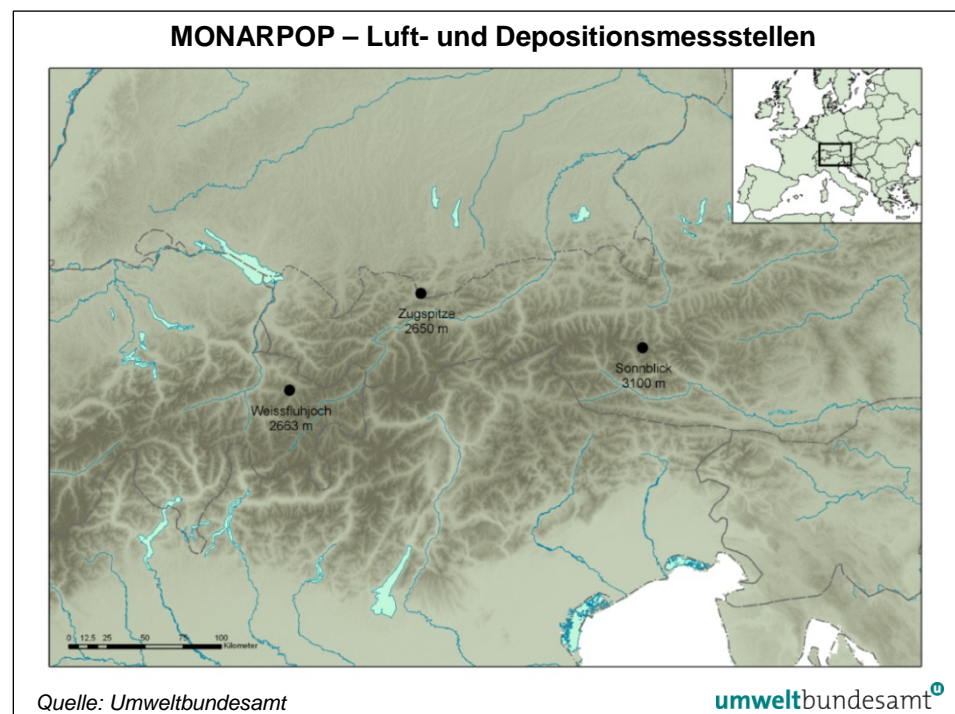 MONARPOP – Luft- und Depositionsmessstellen
Zugspitze
2650 m
Sonnblick
3100 m
Weissfluhjoch
2663 m
0 12.5 25 50 75 100
Kilometer
Quelle: Umweltbundesamt
umweltbundesamt